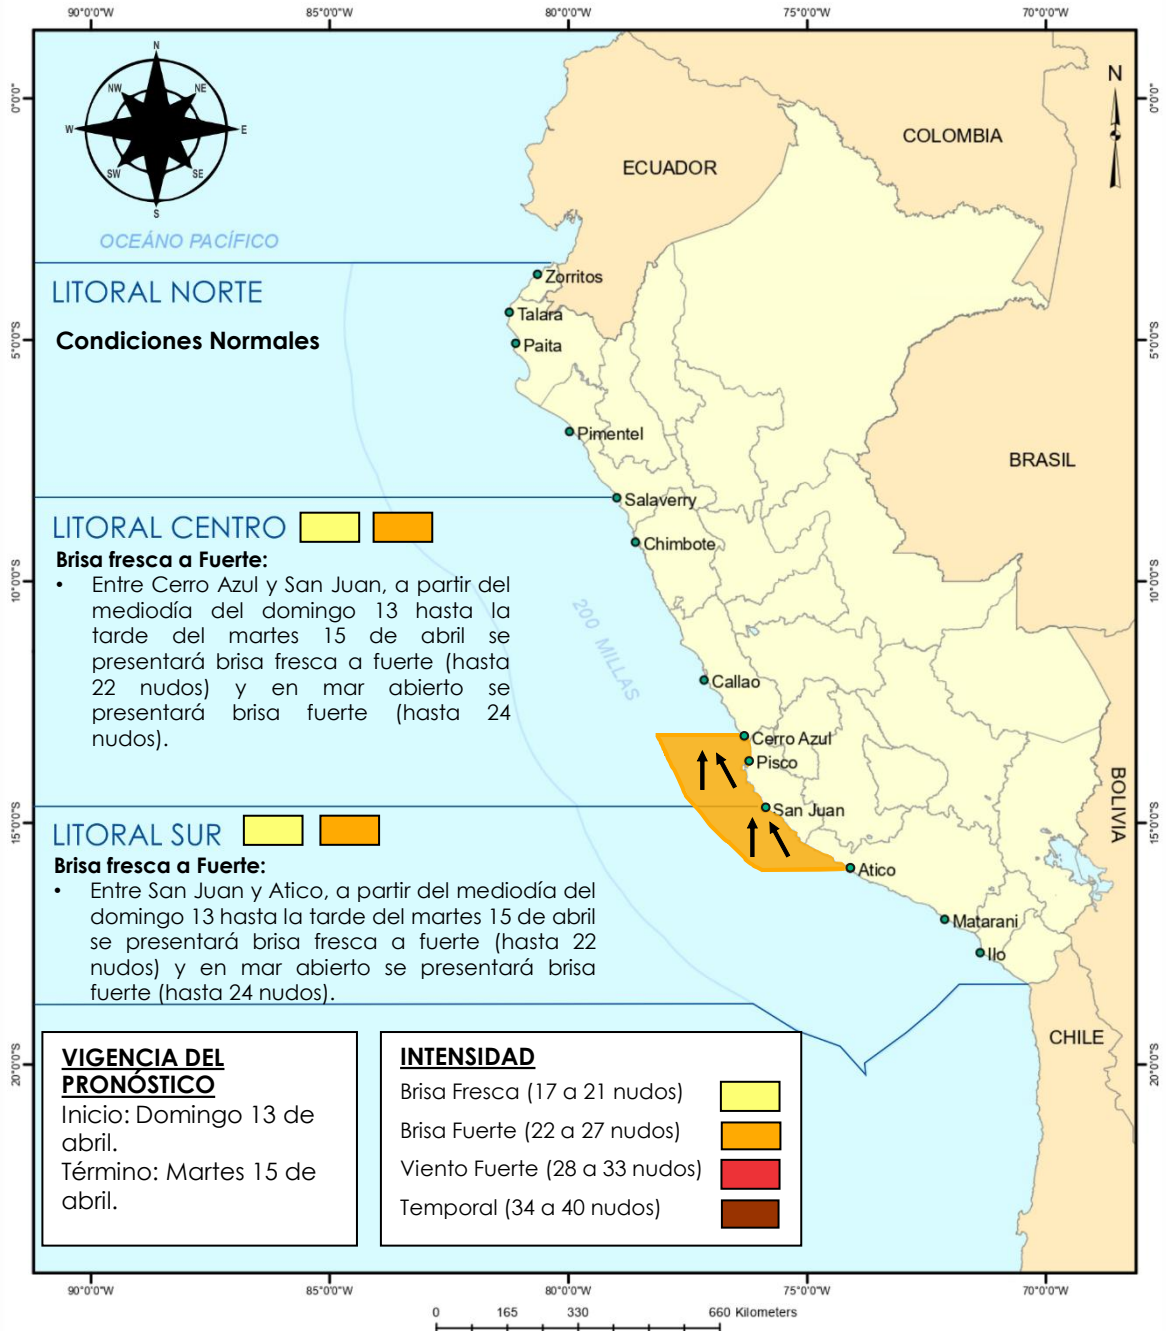 90°0'0"W 85°0'0"W 80°0'0"W 75°0'0"W 70°0'0"W
N
NW NE
W E
SW SE
S
N
0°0'0" 0°0'0"
COLOMBIA
ECUADOR
OCEÁNO PACÍFICO
LITORAL NORTE
Zorritos
Talara
Condiciones Normales
Paita
5°0'0"S 5°0'0"S
Pimentel
BRASIL
Salaverry
LITORAL CENTRO
Chimbote
Brisa fresca a Fuerte:
• Entre Cerro Azul y San Juan, a partir del
mediodía del domingo 13 hasta la
tarde del martes 15 de abril se
presentará brisa fresca a fuerte (hasta
22 nudos) y en mar abierto se
presentará brisa fuerte (hasta 24
nudos).
10°0'0"S 10°0'0"S
200 MILLAS
Callao
Cerro Azul
Pisco
San Juan
BOLIVIA
15°0'0"S 15°0'0"S
LITORAL SUR
Brisa fresca a Fuerte:
• Entre San Juan y Atico, a partir del mediodía del
domingo 13 hasta la tarde del martes 15 de abril
se presentará brisa fresca a fuerte (hasta 22
nudos) y en mar abierto se presentará brisa
fuerte (hasta 24 nudos).
Atico
Matarani
Ilo
CHILE
20°0'0"S 20°0'0"S
VIGENCIA DEL
PRONÓSTICO
Inicio: Domingo 13 de
abril.
Término: Martes 15 de
abril.
INTENSIDAD
Brisa Fresca (17 a 21 nudos)
Brisa Fuerte (22 a 27 nudos)
Viento Fuerte (28 a 33 nudos)
Temporal (34 a 40 nudos)
90°0'0"W 85°0'0"W 80°0'0"W 75°0'0"W 70°0'0"W
0 165 330 660 Kilometers